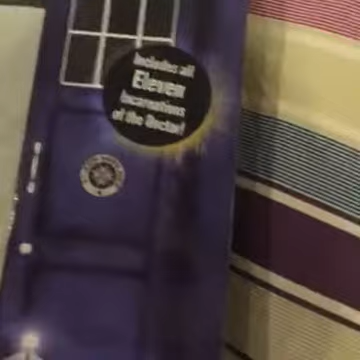 Includes all
Eleven
Incarnations
of the Doctor!